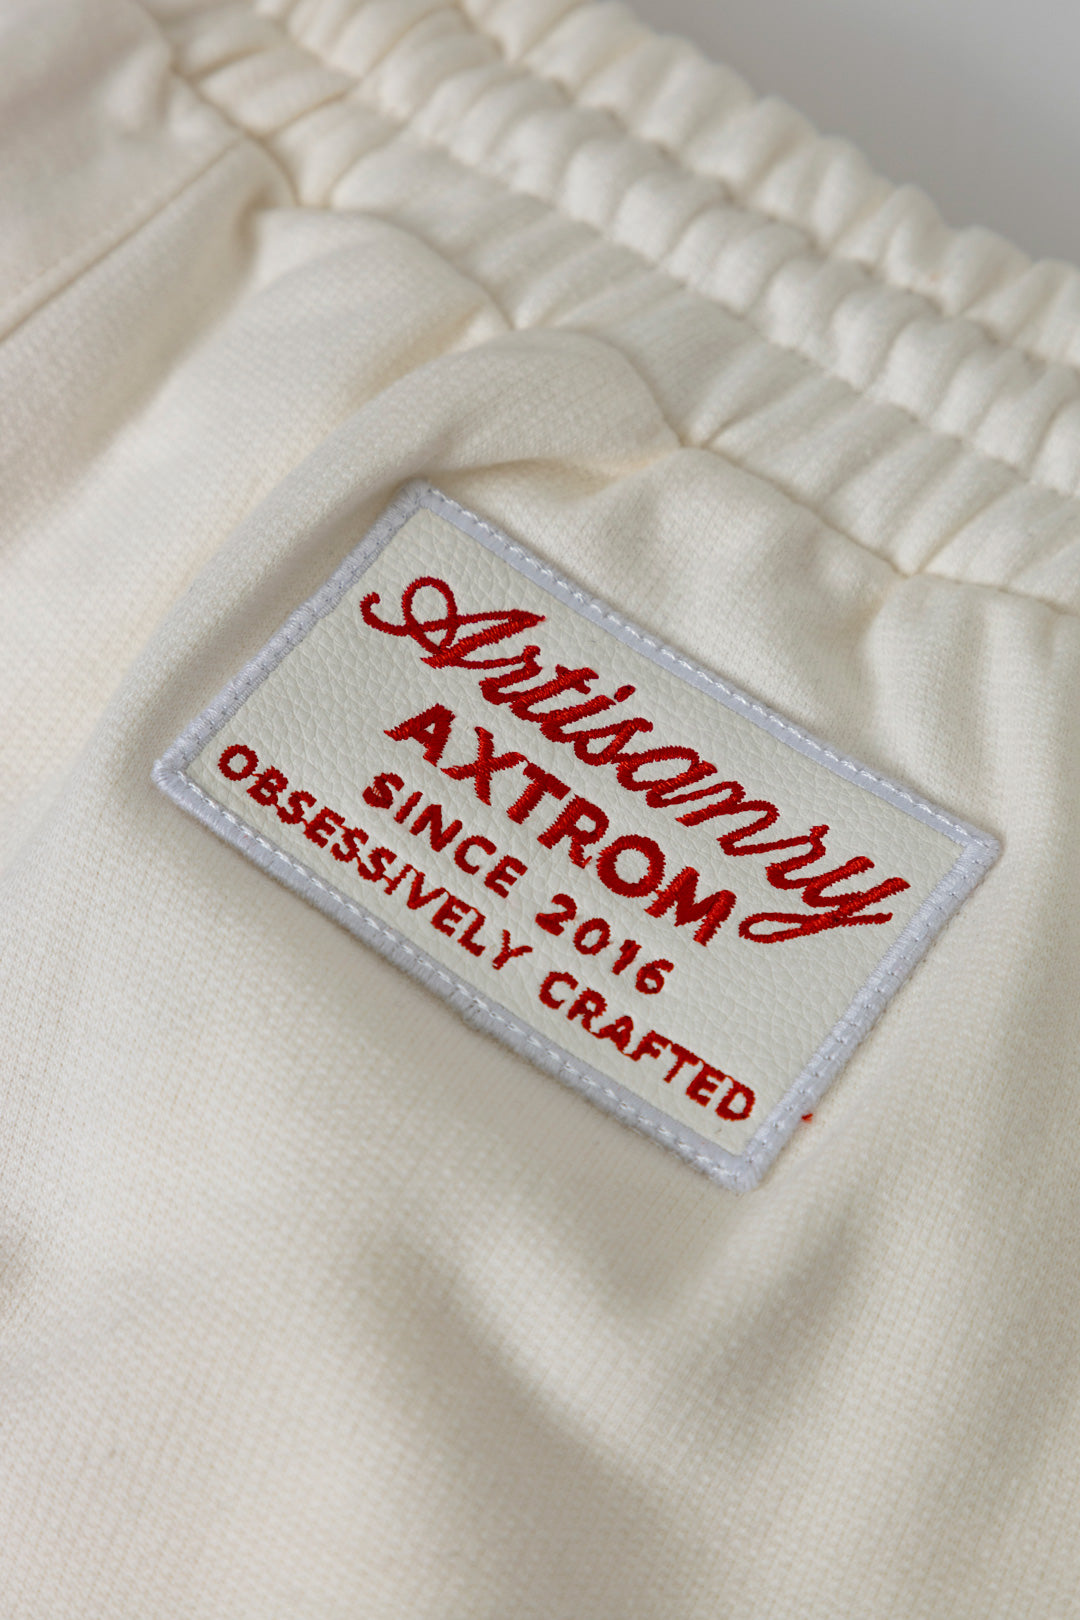 Artisanry
AXTROM
SINCE 2016
OBSESSIVELY CRAFTED